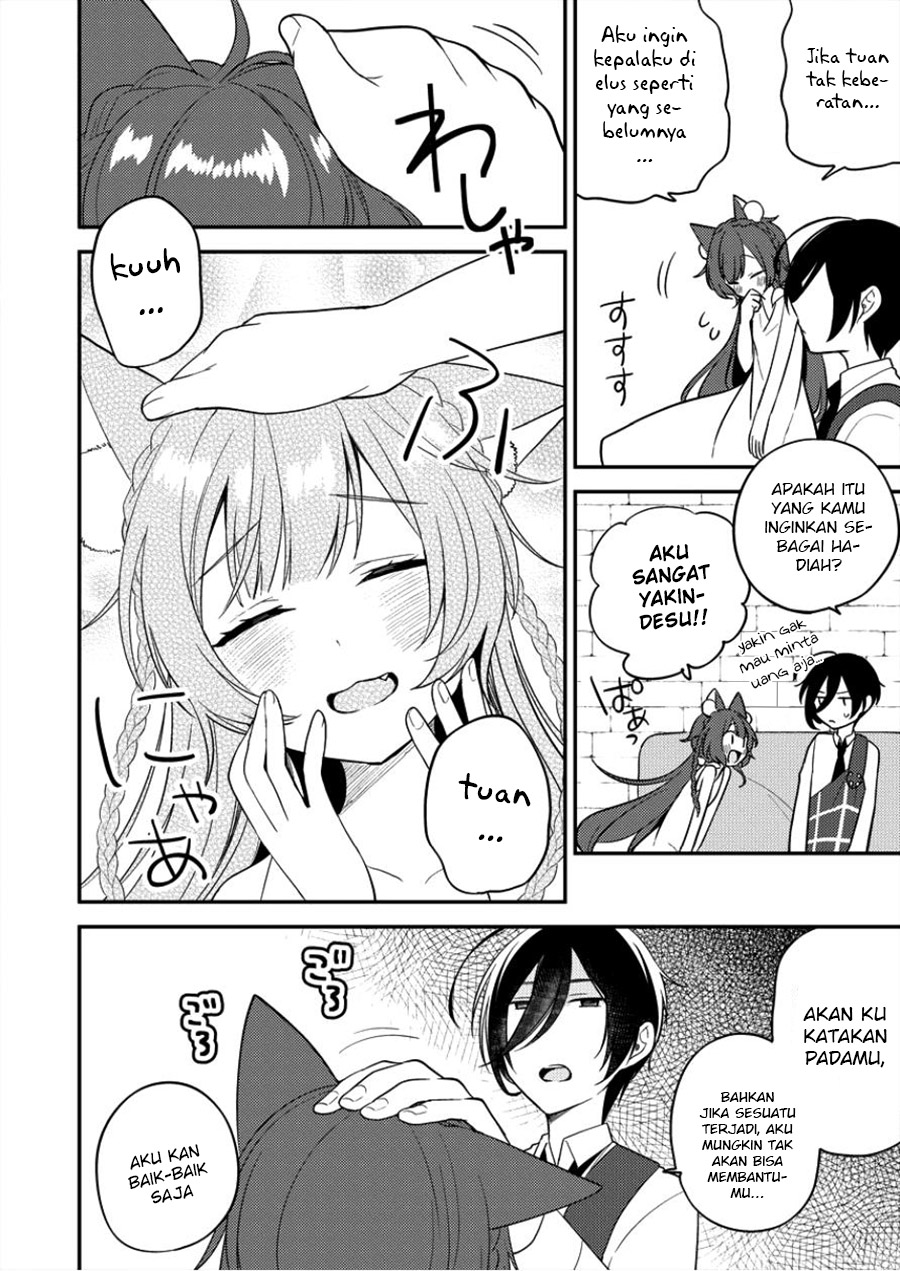 Jika tuan
tak kebe-
ratan...
Aku ingin
kepalaku di
elus seperti
yang se-
belumnya
...
すすす
APAKAH ITU
YANG KAMU
INGINKAN SE-
BAGAI HA-
DIAH?
yakin gak
mau minta
uang aja...
AKU
SANGAT
YAKIN-
DESU!!
ぱぁっ
わしゃ
kuuh
...
ふにゃあ
tuan
...
AKAN KU
KATAKAN
PADAMU,
BAHKAN
JIKA SESUATU
TERJADI, AKU
MUNGKIN TAK
AKAN BISA
MEMBANTU-
MU...
ごろ
ごろ
AKU KAN
BAIK-BAIK
SAJA